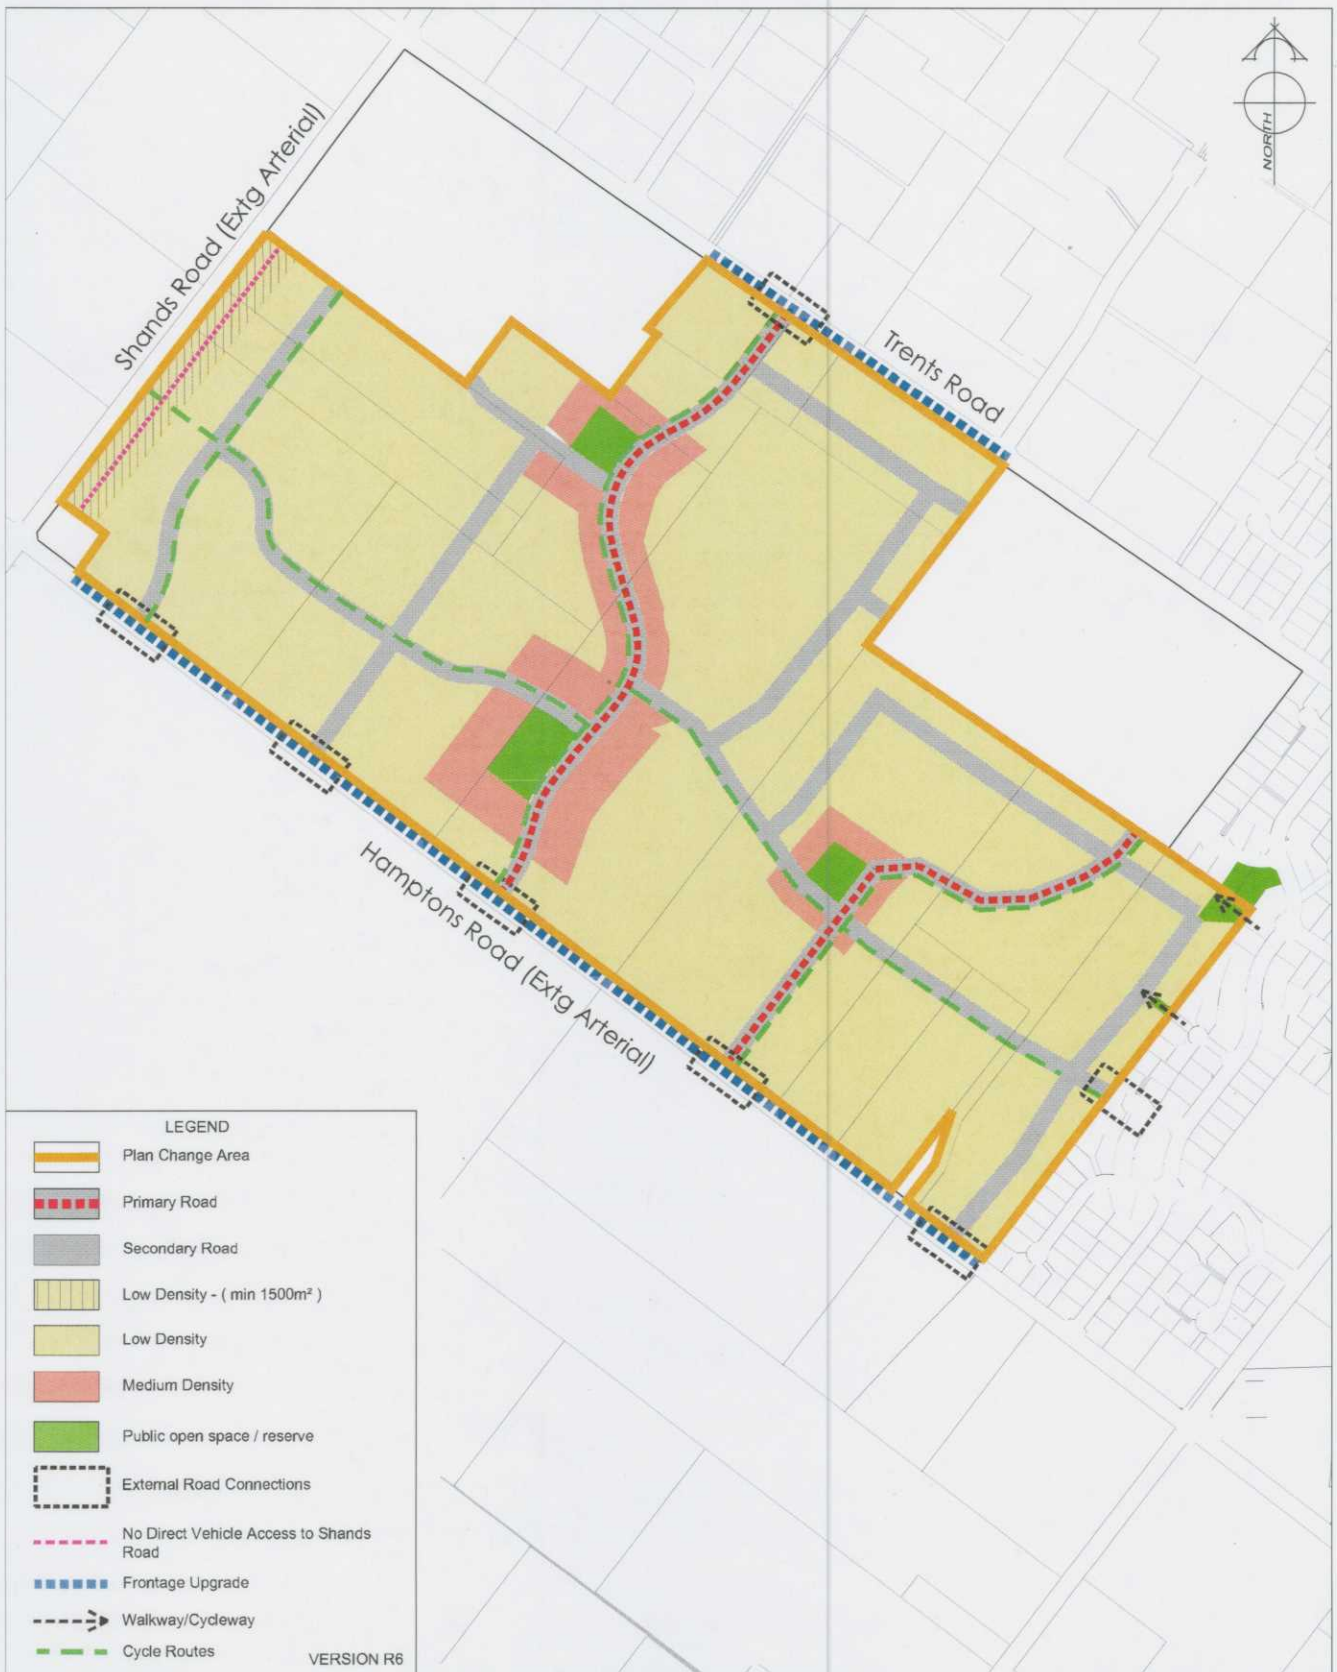 NORTH
Shands Road (Extg Arterial)
Trents Road
Hamptons Road (Extg Arterial)
LEGEND
Plan Change Area
Primary Road
Secondary Road
Low Density - ( min 1500m² )
Low Density
Medium Density
Public open space / reserve
External Road Connections
No Direct Vehicle Access to Shands
Road
Frontage Upgrade
Walkway/Cycleway
Cycle Routes
VERSION R6